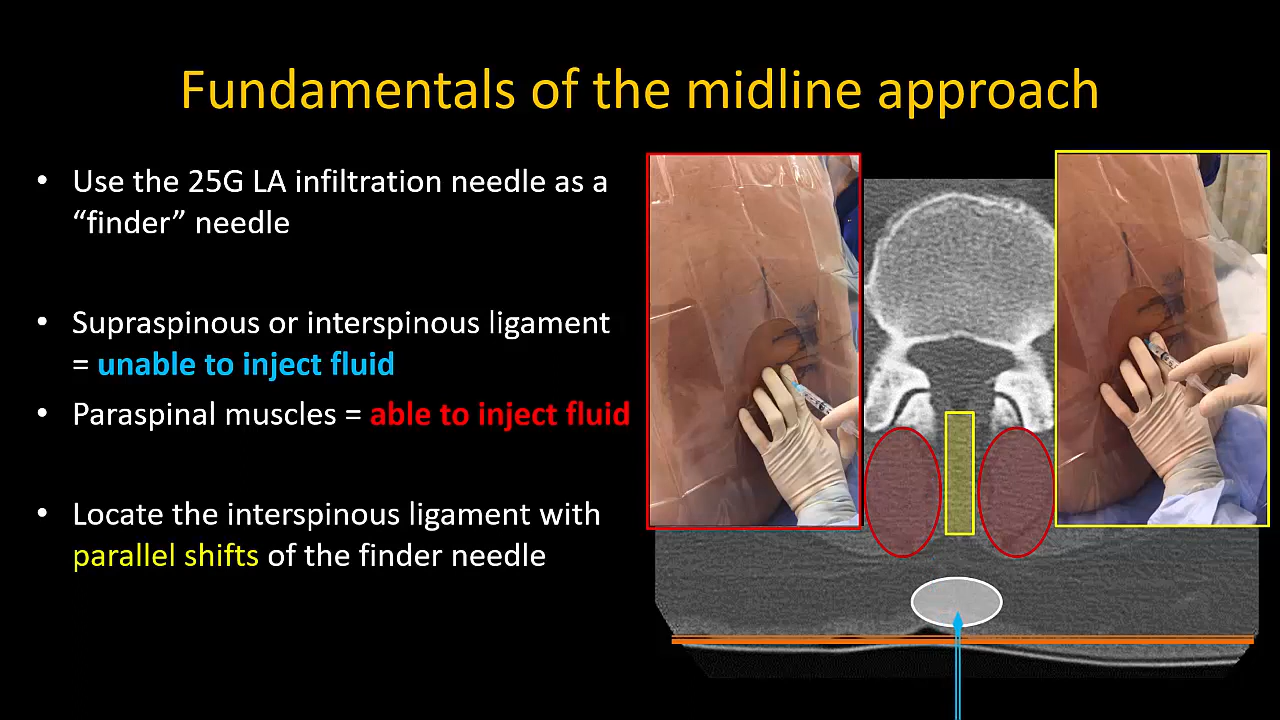 Fundamentals of the midline approach
• Use the 25G LA infiltration needle as a
“finder” needle
• Supraspinous or interspinous ligament
= unable to inject fluid
• Paraspinal muscles = able to inject fluid
• Locate the interspinous ligament with
parallel shifts of the finder needle